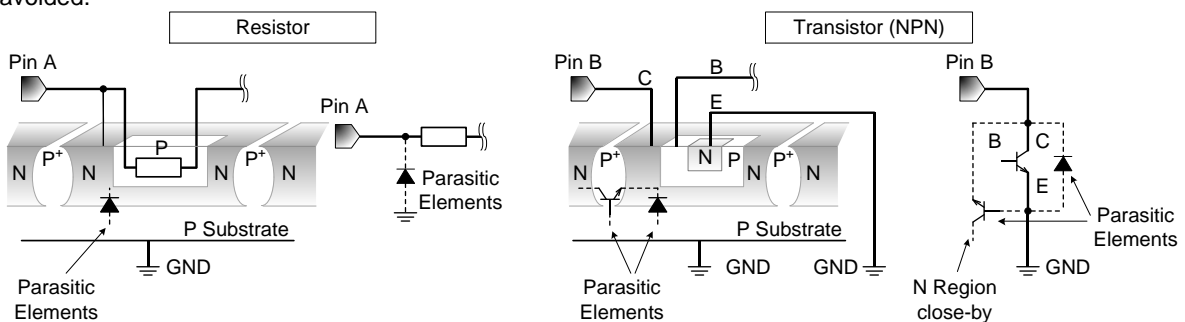 avoided.
Resistor
Transistor (NPN)
Pin A
Pin A
P
N
P+
N
N
P+
N
Parasitic
Elements
P Substrate
GND
Parasitic
Elements
Pin B
C
B
E
N
P+
N
N
P
N
P+
N
P Substrate
GND
GND
Parasitic
Elements
Pin B
B
C
E
Parasitic
Elements
GND
N Region
close-by